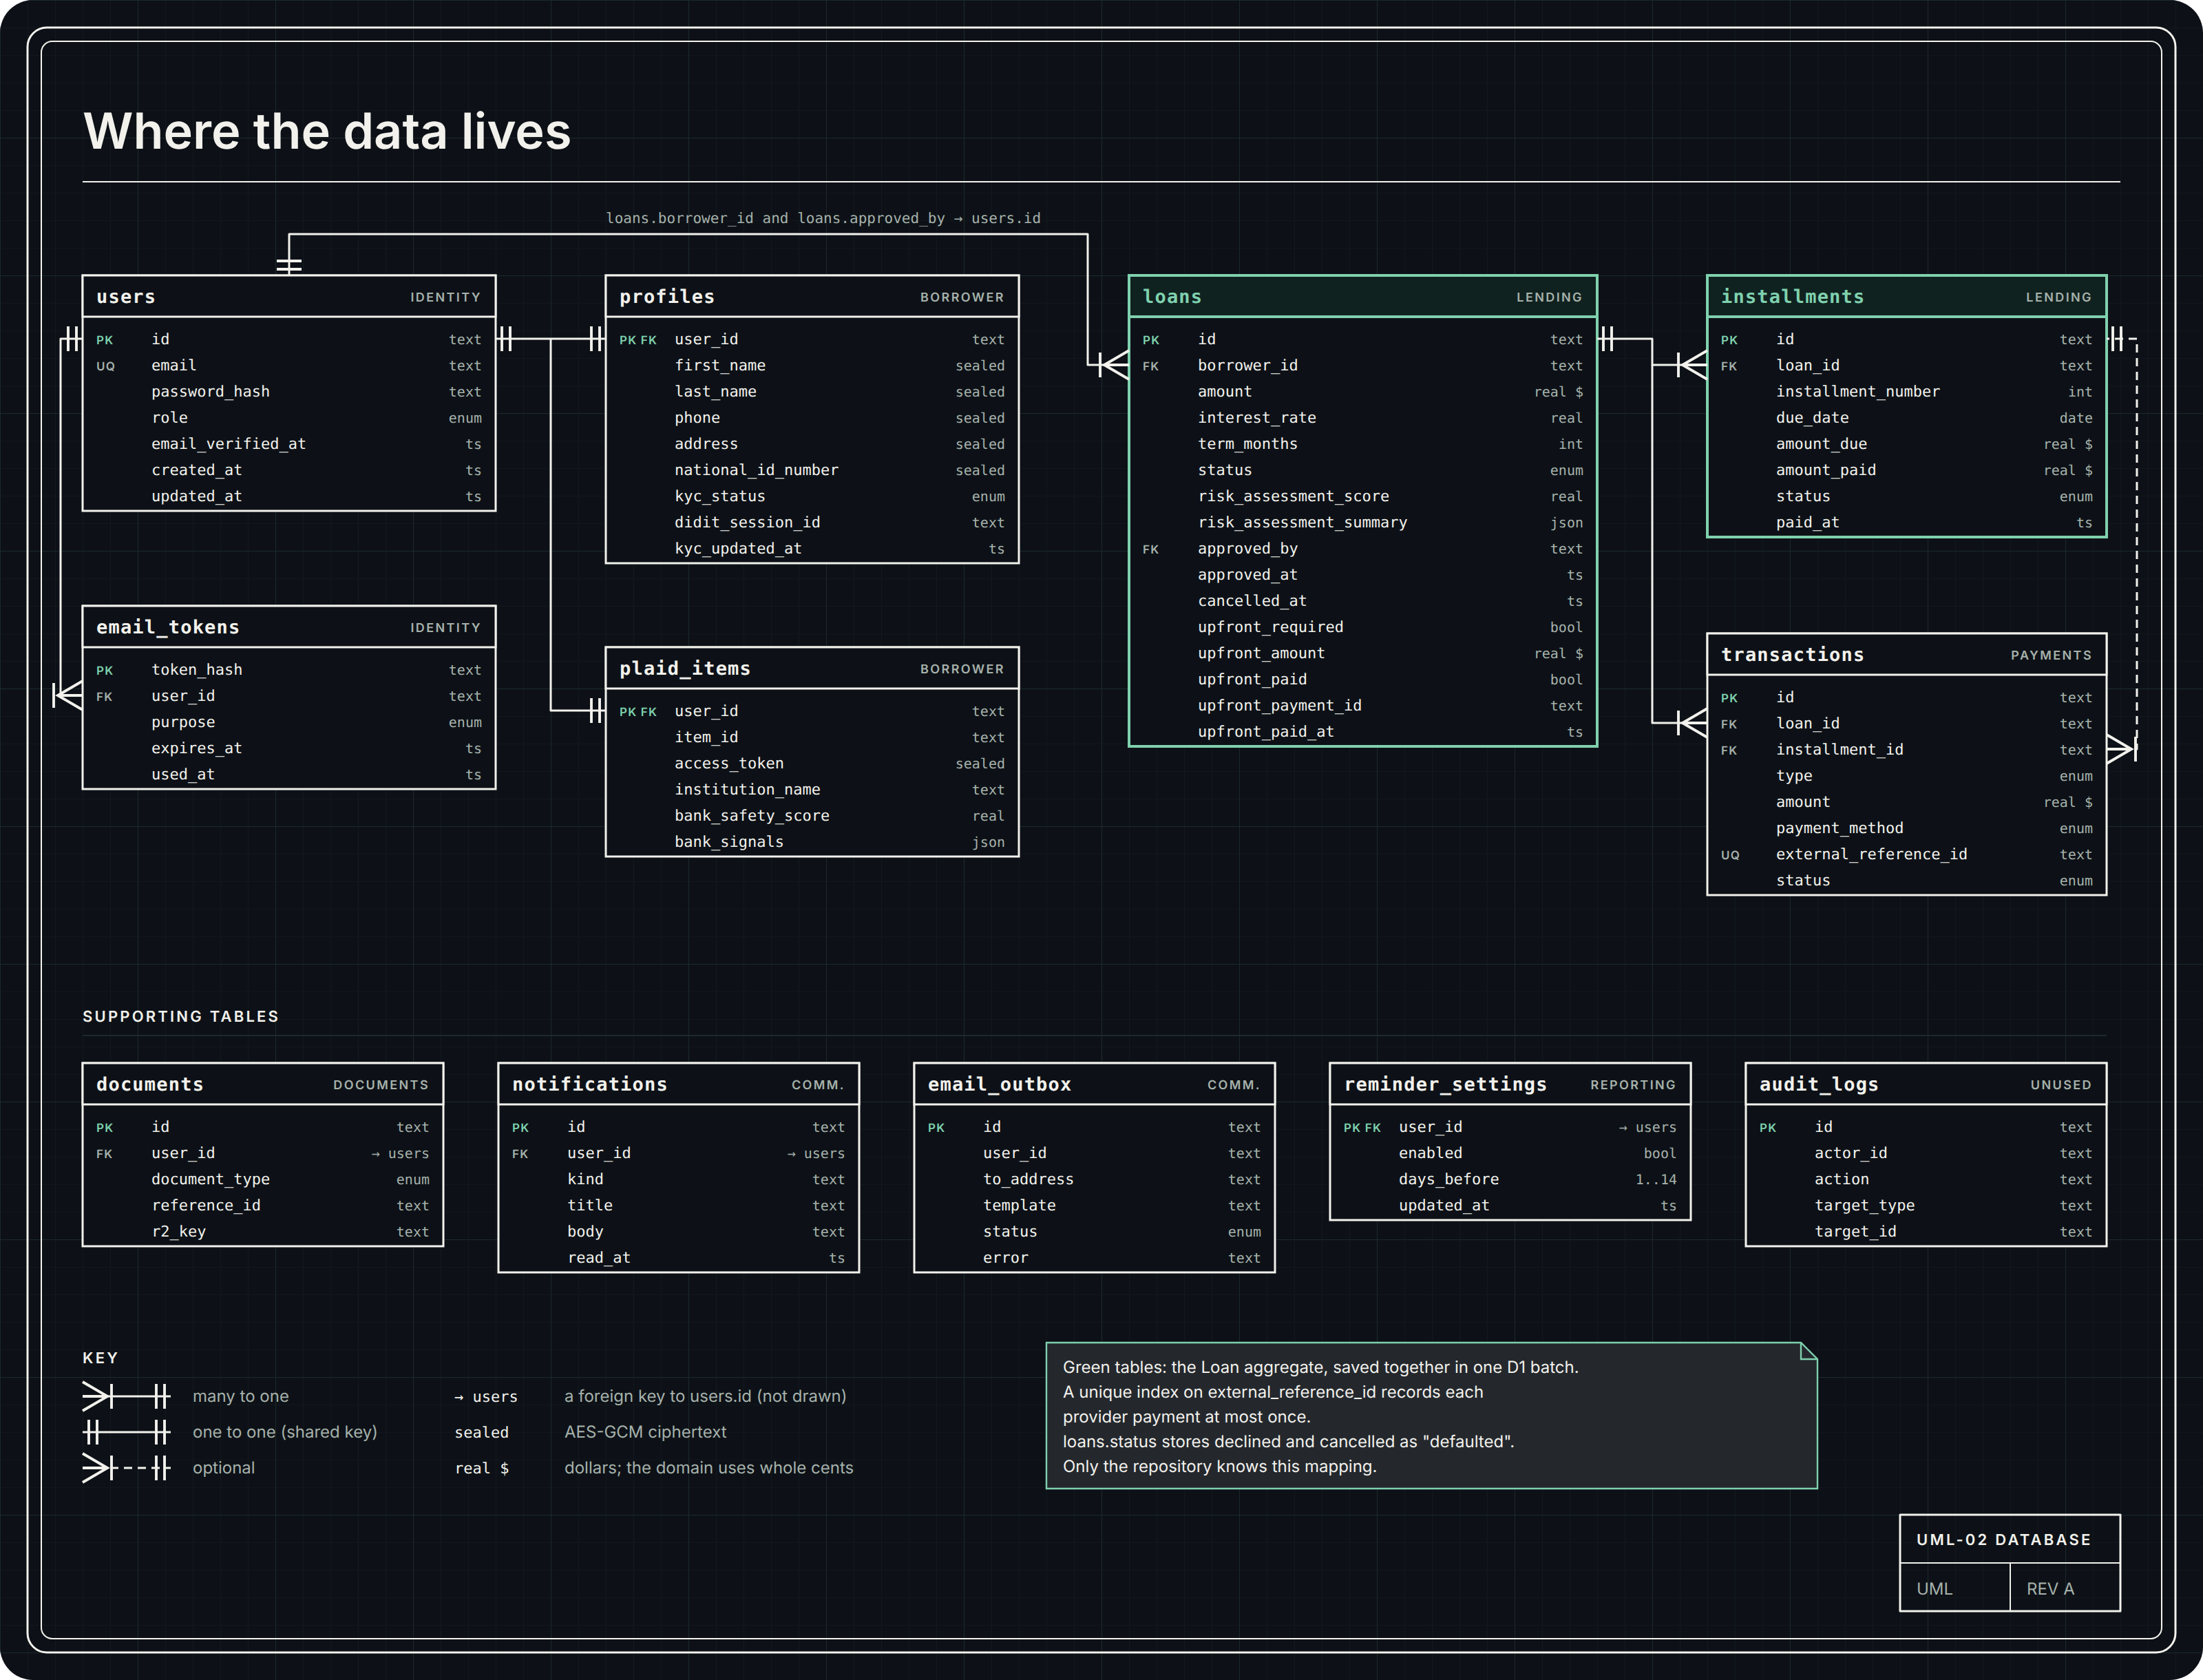 Where the data lives
loans.borrower_id and loans.approved_by → users.id
users IDENTITY
PK id text
UQ email text
password_hash text
role enum
email_verified_at ts
created_at ts
updated_at ts
profiles BORROWER
PK FK user_id text
first_name sealed
last_name sealed
phone sealed
address sealed
national_id_number sealed
kyc_status enum
didit_session_id text
kyc_updated_at ts
loans LENDING
PK id text
FK borrower_id text
amount real $
interest_rate real
term_months int
status enum
risk_assessment_score real
risk_assessment_summary json
FK approved_by text
approved_at ts
cancelled_at ts
upfront_required bool
upfront_amount real $
upfront_paid bool
upfront_payment_id text
upfront_paid_at ts
installments LENDING
PK id text
FK loan_id text
installment_number int
due_date date
amount_due real $
amount_paid real $
status enum
paid_at ts
email_tokens IDENTITY
PK token_hash text
FK user_id text
purpose enum
expires_at ts
used_at ts
plaid_items BORROWER
PK FK user_id text
item_id text
access_token sealed
institution_name text
bank_safety_score real
bank_signals json
transactions PAYMENTS
PK id text
FK loan_id text
FK installment_id text
type enum
amount real $
payment_method enum
UQ external_reference_id text
status enum
SUPPORTING TABLES
documents DOCUMENTS
PK id text
FK user_id → users
document_type enum
reference_id text
r2_key text
notifications COMM.
PK id text
FK user_id → users
kind text
title text
body text
read_at ts
email_outbox COMM.
PK id text
user_id text
to_address text
template text
status enum
error text
reminder_settings REPORTING
PK FK user_id → users
enabled bool
days_before 1..14
updated_at ts
audit_logs UNUSED
PK id text
actor_id text
action text
target_type text
target_id text
KEY
many to one
one to one (shared key)
optional
→ users a foreign key to users.id (not drawn)
sealed AES-GCM ciphertext
real $ dollars; the domain uses whole cents
Green tables: the Loan aggregate, saved together in one D1 batch.
A unique index on external_reference_id records each
provider payment at most once.
loans.status stores declined and cancelled as "defaulted".
Only the repository knows this mapping.
UML-02 DATABASE
UML REV A